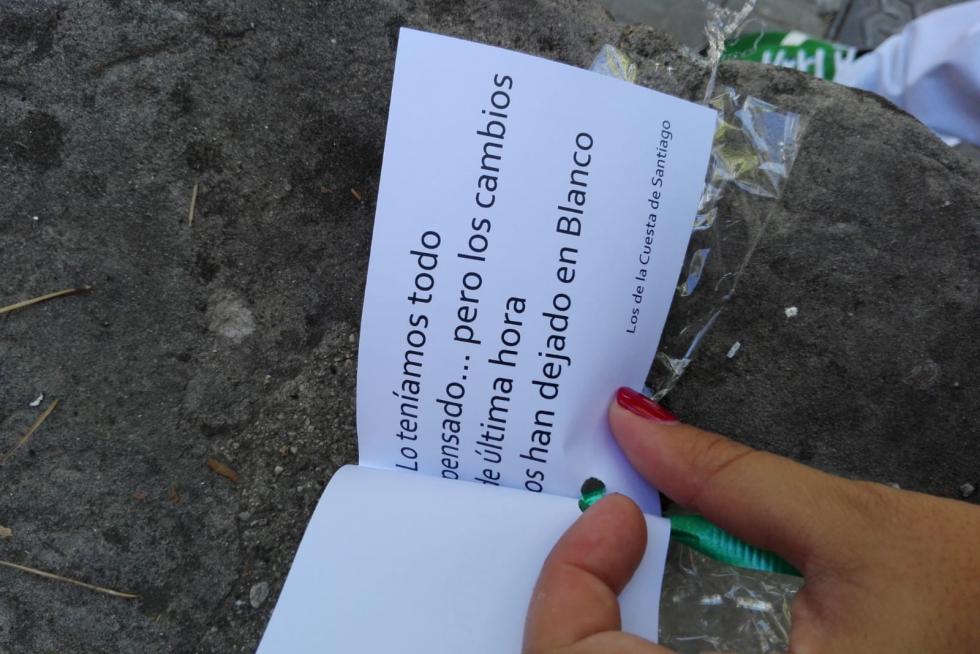 Lo teníamos todo
pensado... pero los cambios
de última hora
os han dejado en Blanco
Los de la Cuesta de Santiago